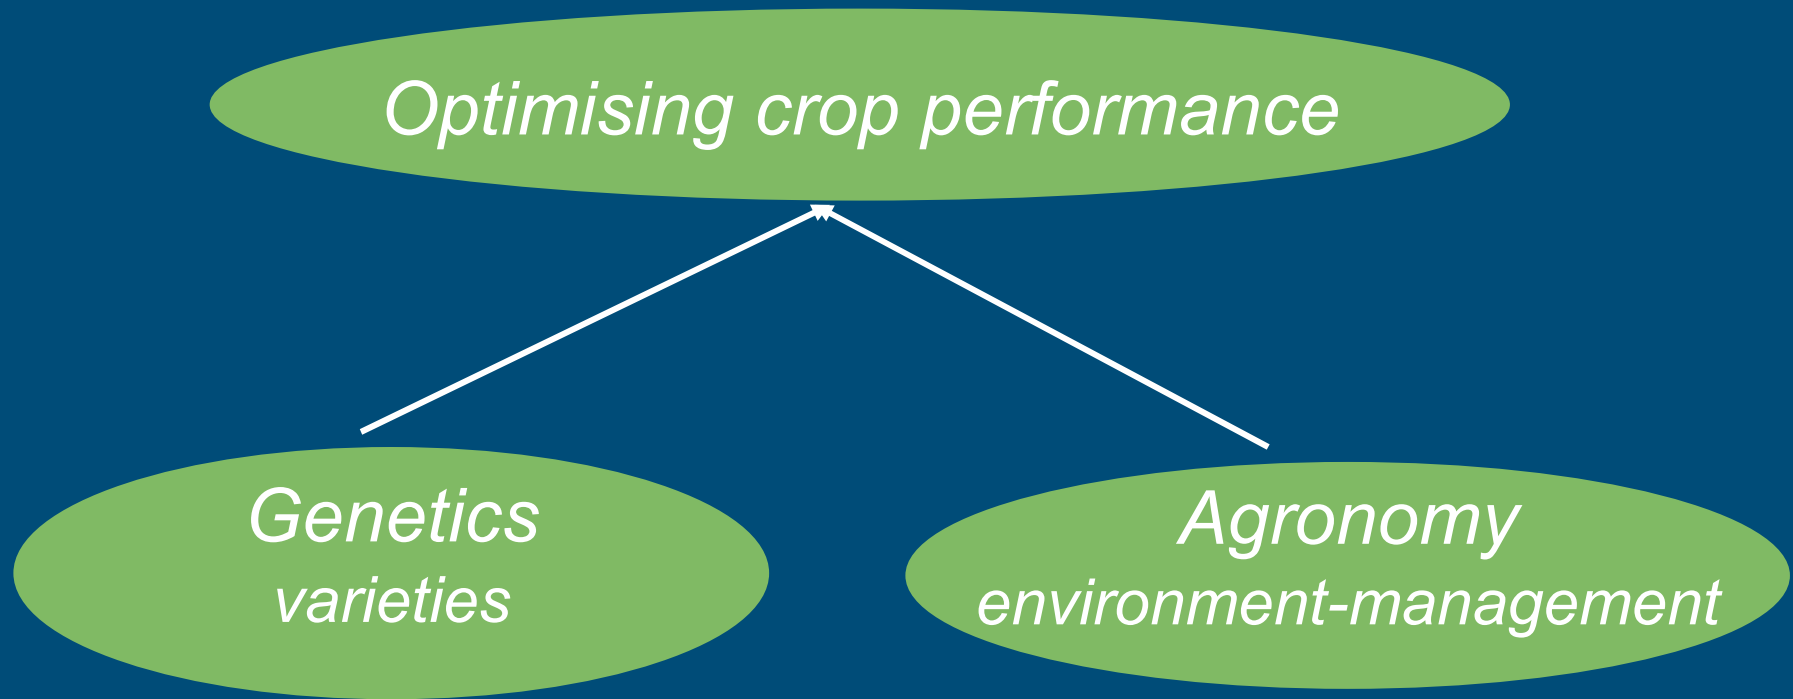 Optimising crop performance
Genetics
varieties
Agronomy
environment-management